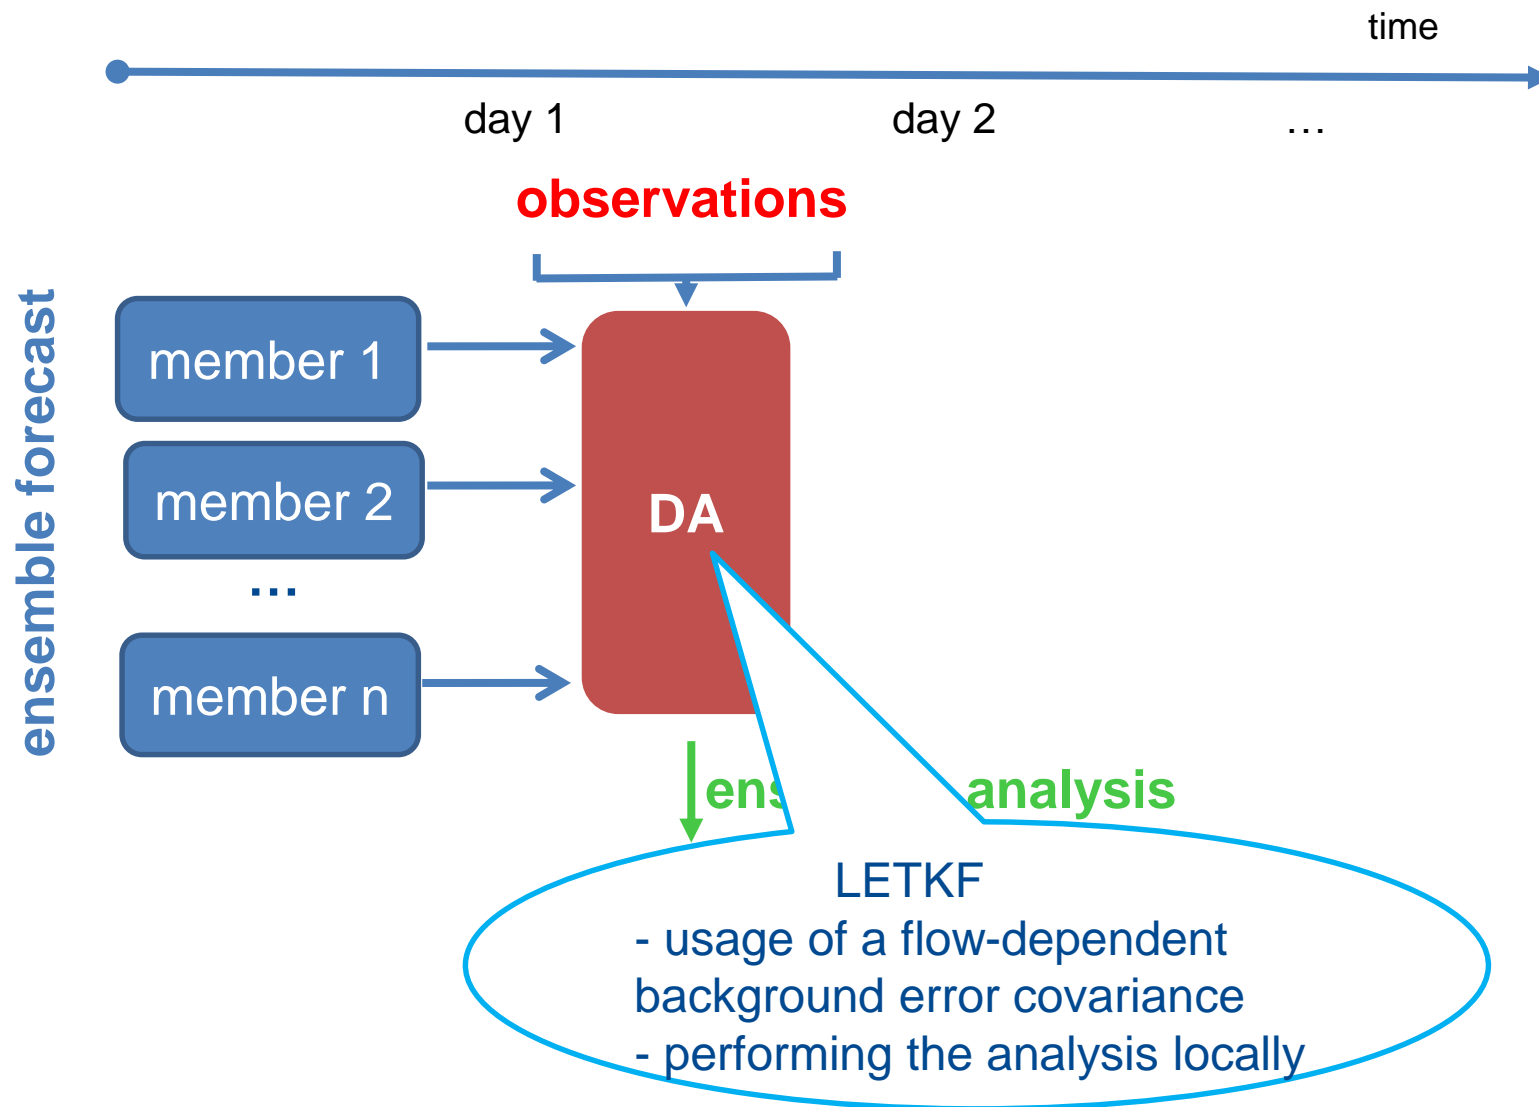 time
day 1
day 2
…
observations
ensemble forecast
member 1
member 2
...
member n
DA
analysis
LETKF
- usage of a flow-dependent
background error covariance
- performing the analysis locally